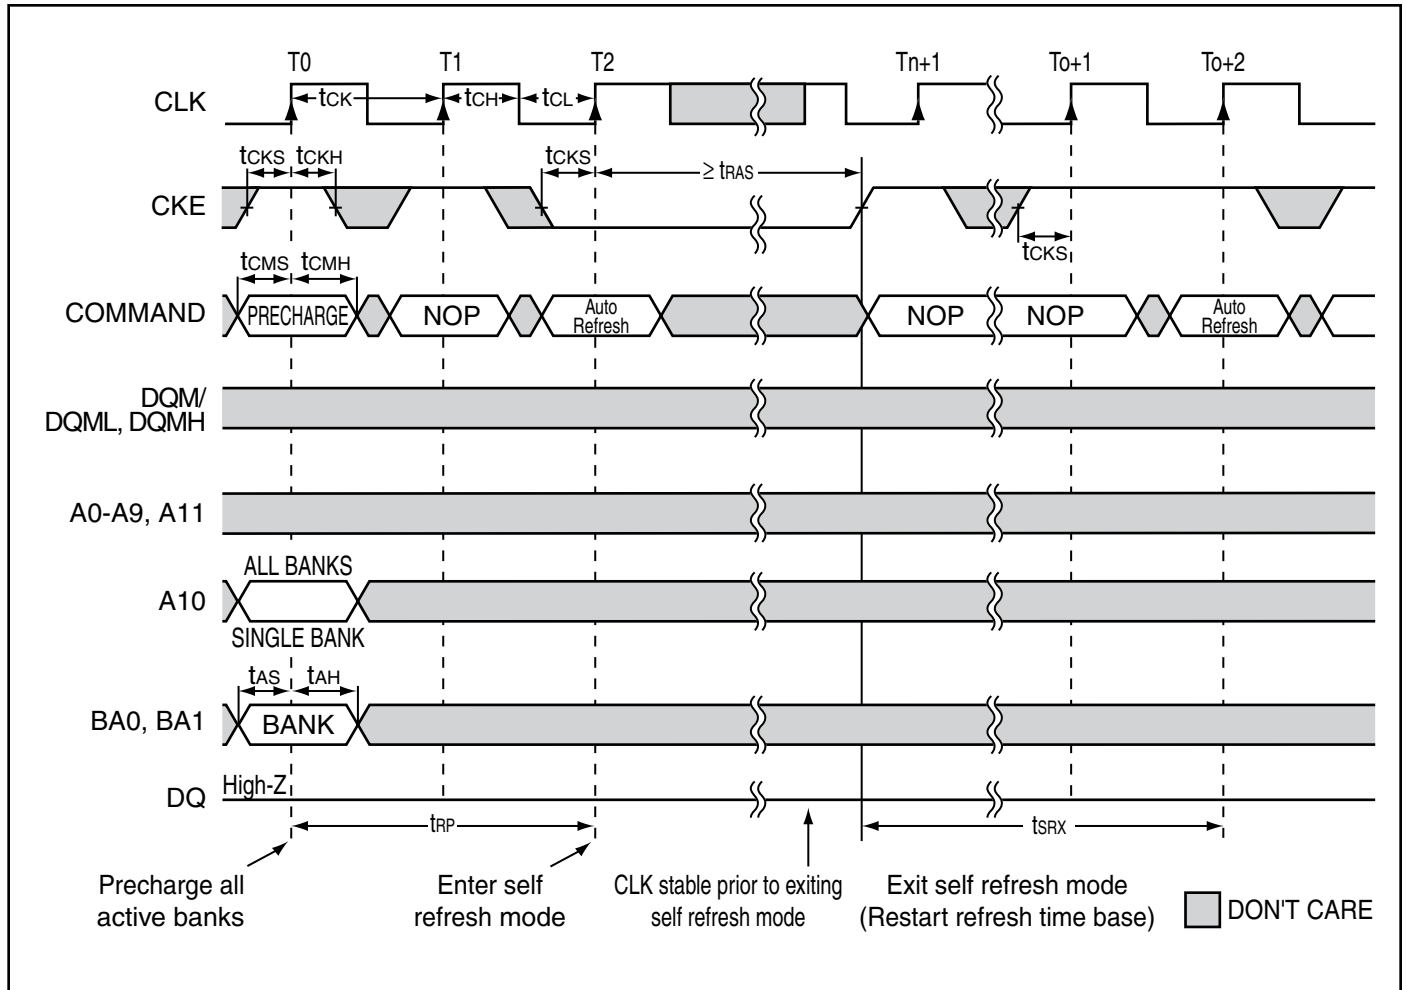 T0 T1 T2 Tn+1 To+1 To+2
CLK tCK tCH tCL
tCKS tCKH tCKS ≥ tRAS
CKE
tCKS
tCMS tCMH
COMMAND PRECHARGE NOP Auto Refresh NOP NOP Auto Refresh
DQM/
DQML, DQMH
A0-A9, A11
ALL BANKS
A10
SINGLE BANK
tAS tAH
BA0, BA1 BANK
DQ High-Z
tRP tSRX
Precharge all
active banks
Enter self
refresh mode
CLK stable prior to exiting
self refresh mode
Exit self refresh mode
(Restart refresh time base)
DON'T CARE